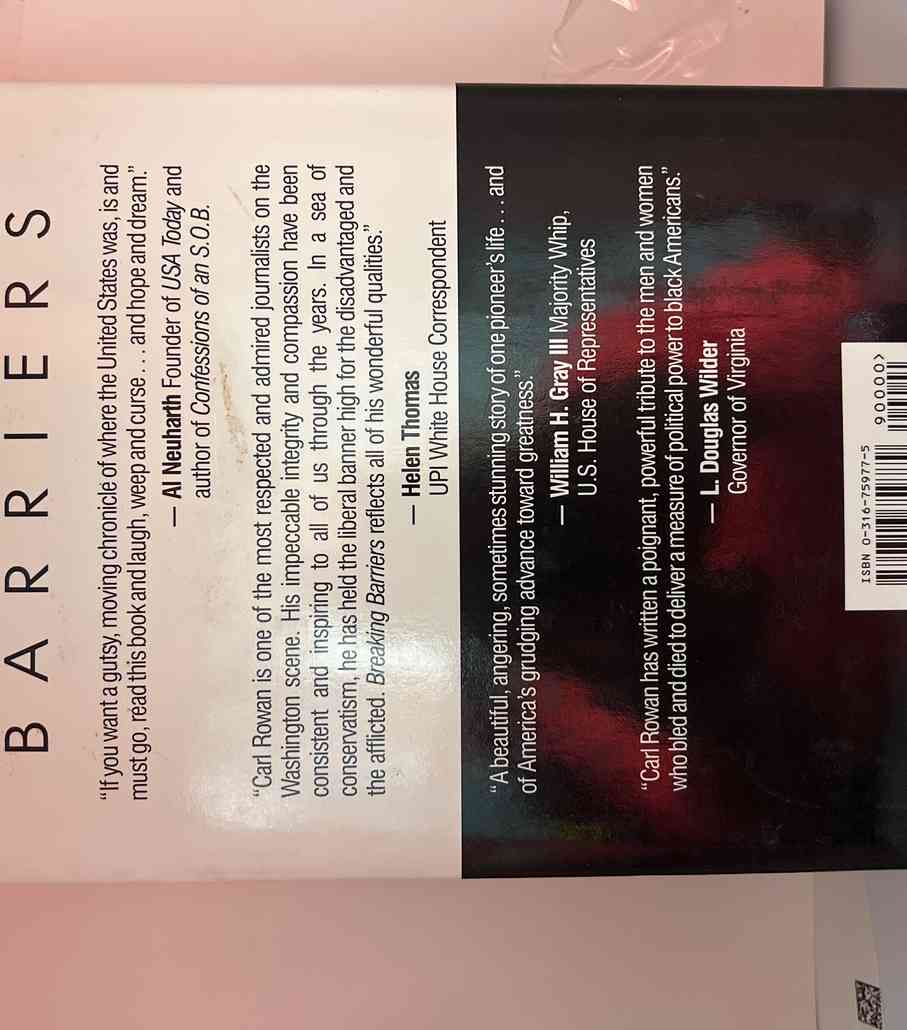 BARRIERS
“If you want a gutsy, moving chronicle of where the United States was, is and
must go, read this book and laugh, weep and curse . . . and hope and dream.”
— Al Neuharth Founder of USA Today and
author of Confessions of an S.O.B.
“Carl Rowan is one of the most respected and admired journalists on the
Washington scene. His impeccable integrity and compassion have been
consistent and inspiring to all of us through the years. In a sea of
conservatism, he has held the liberal banner high for the disadvantaged and
the afflicted. Breaking Barriers reflects all of his wonderful qualities.”
— Helen Thomas
UPI White House Correspondent
“A beautiful, angering, sometimes stunning story of one pioneer’s life . . . and
of America’s grudging advance toward greatness.”
— William H. Gray III Majority Whip,
U.S. House of Representatives
“Carl Rowan has written a poignant, powerful tribute to the men and women
who bled and died to deliver a measure of political power to black Americans.”
— L. Douglas Wilder
Governor of Virginia
ISBN 0-316-75977-5
90000>